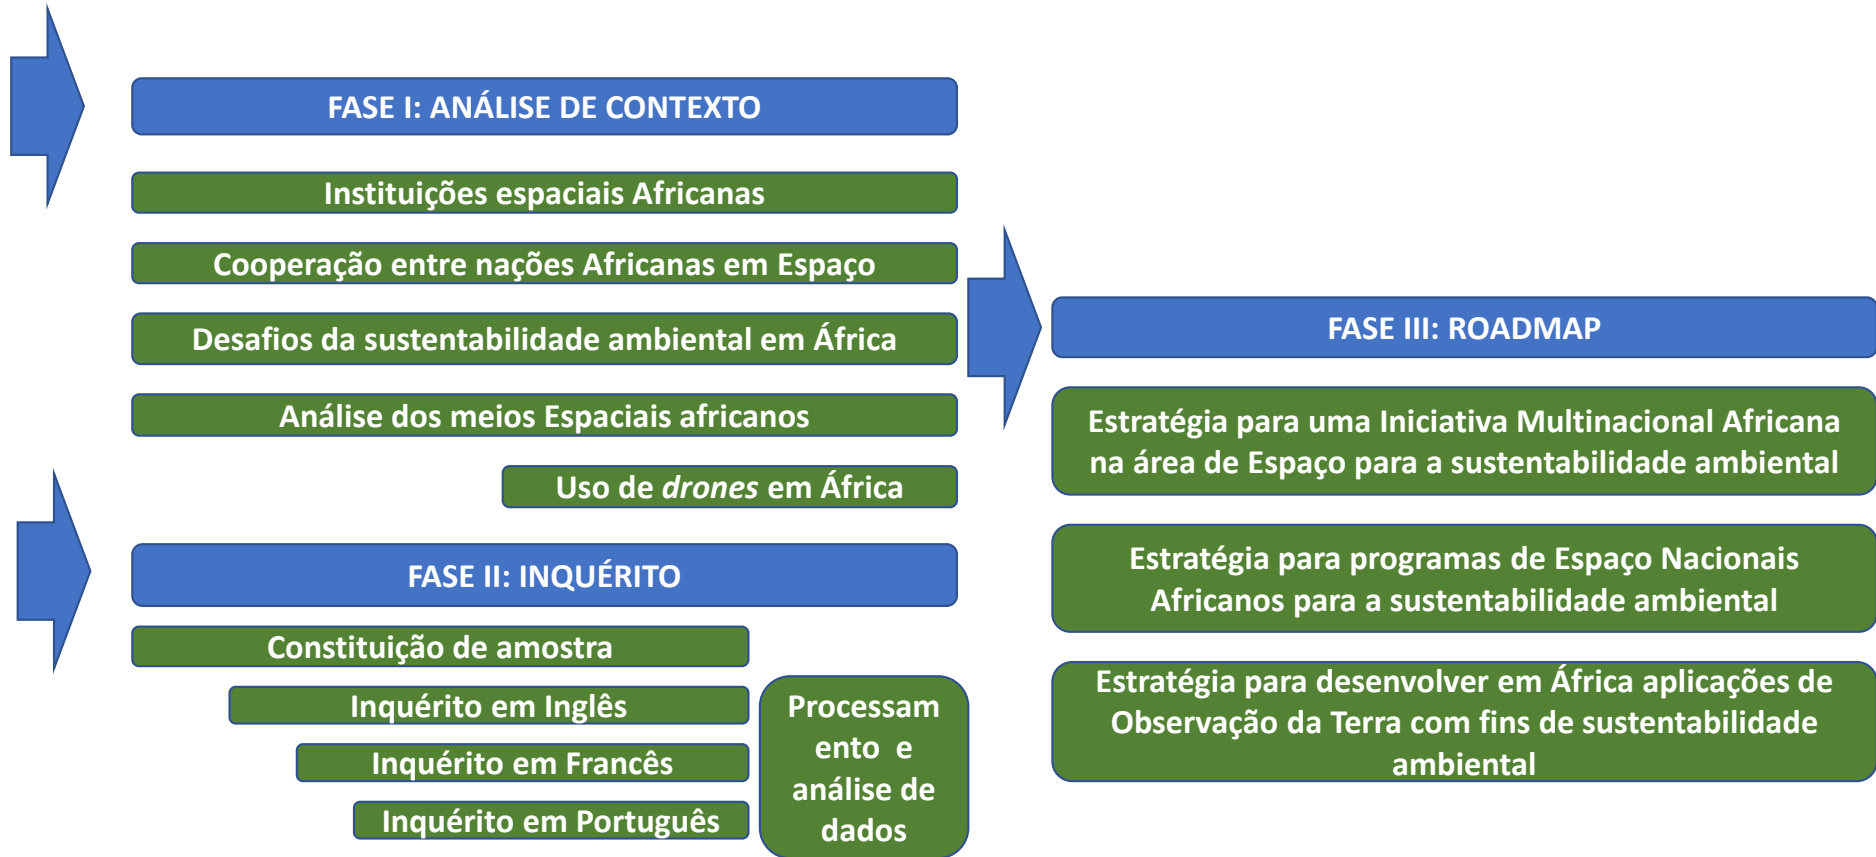 FASE I: ANÁLISE DE CONTEXTO
Instituições espaciais Africanas
Cooperação entre nações Africanas em Espaço
Desafios da sustentabilidade ambiental em África
Análise dos meios Espaciais africanos
Uso de drones em África
FASE II: INQUÉRITO
Constituição de amostra
Inquérito em Inglês
Inquérito em Francês
Inquérito em Português
Processam
ento e
análise de
dados
FASE III: ROADMAP
Estratégia para uma Iniciativa Multinacional Africana
na área de Espaço para a sustentabilidade ambiental
Estratégia para programas de Espaço Nacionais
Africanos para a sustentabilidade ambiental
Estratégia para desenvolver em África aplicações de
Observação da Terra com fins de sustentabilidade
ambiental